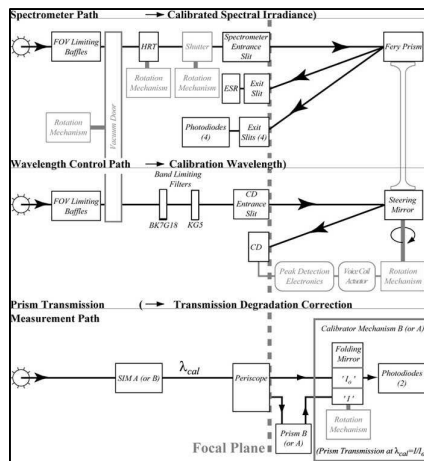 Spectrometer Path → Calibrated Spectral Irradiance)
FOV Limiting
Baffles
HRT
Shutter
Spectrometer
Entrance
Slit
Fery Prism
Rotation
Mechanism
Rotation
Mechanism
Rotation
Mechanism
Vacuum Door
ESR
Exit
Slit
Photodiodes
(4)
Exit
Slits (4)
Wavelength Control Path → Calibration Wavelength)
Band Limiting
Filters
FOV Limiting
Baffles
BK7G18
KG5
CD
Entrance
Slit
Steering
Mirror
CD
Peak Detection
Electronics
Voice Coil
Actuator
Rotation
Mechanism
Prism Transmission ( → Transmission Degradation Correction
Measurement Path
Calibrator Mechanism B (or A)
Folding
Mirror
SIM A (or B)
λcal
Periscope
'Io'
'I'
Photodiodes
(2)
Prism B
(or A)
Rotation
Mechanism
Focal Plane
(Prism Transmission at λcal=I/Io